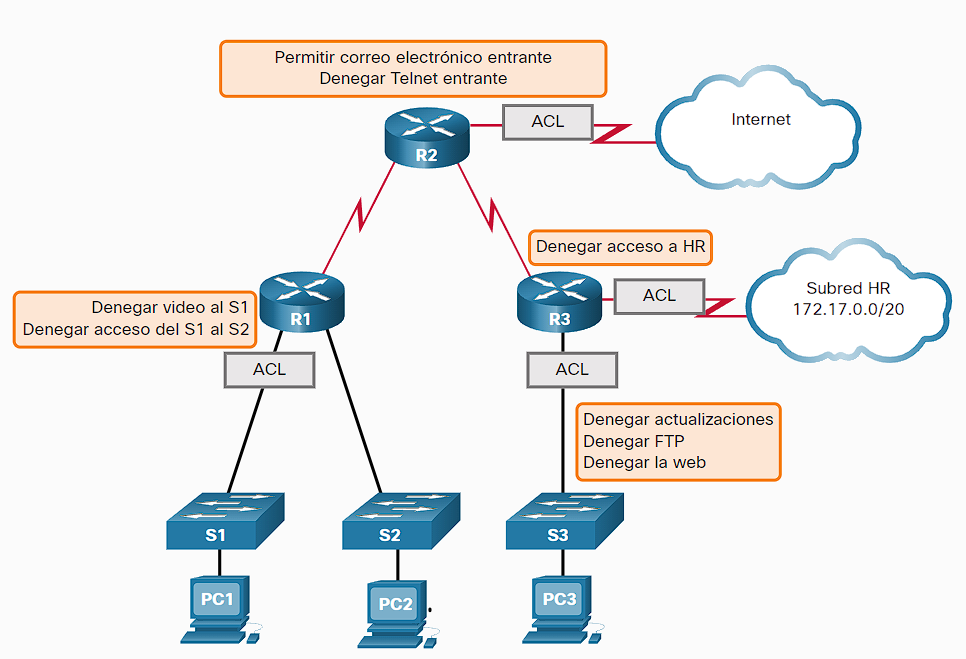 Permitir correo electrónico entrante
Denegar Telnet entrante
ACL
Internet
R2
Denegar acceso a HR
ACL
Subred HR
172.17.0.0/20
Denegar video al S1
Denegar acceso del S1 al S2
R1
R3
ACL
ACL
Denegar actualizaciones
Denegar FTP
Denegar la web
S1
S2
S3
PC1
PC2
PC3